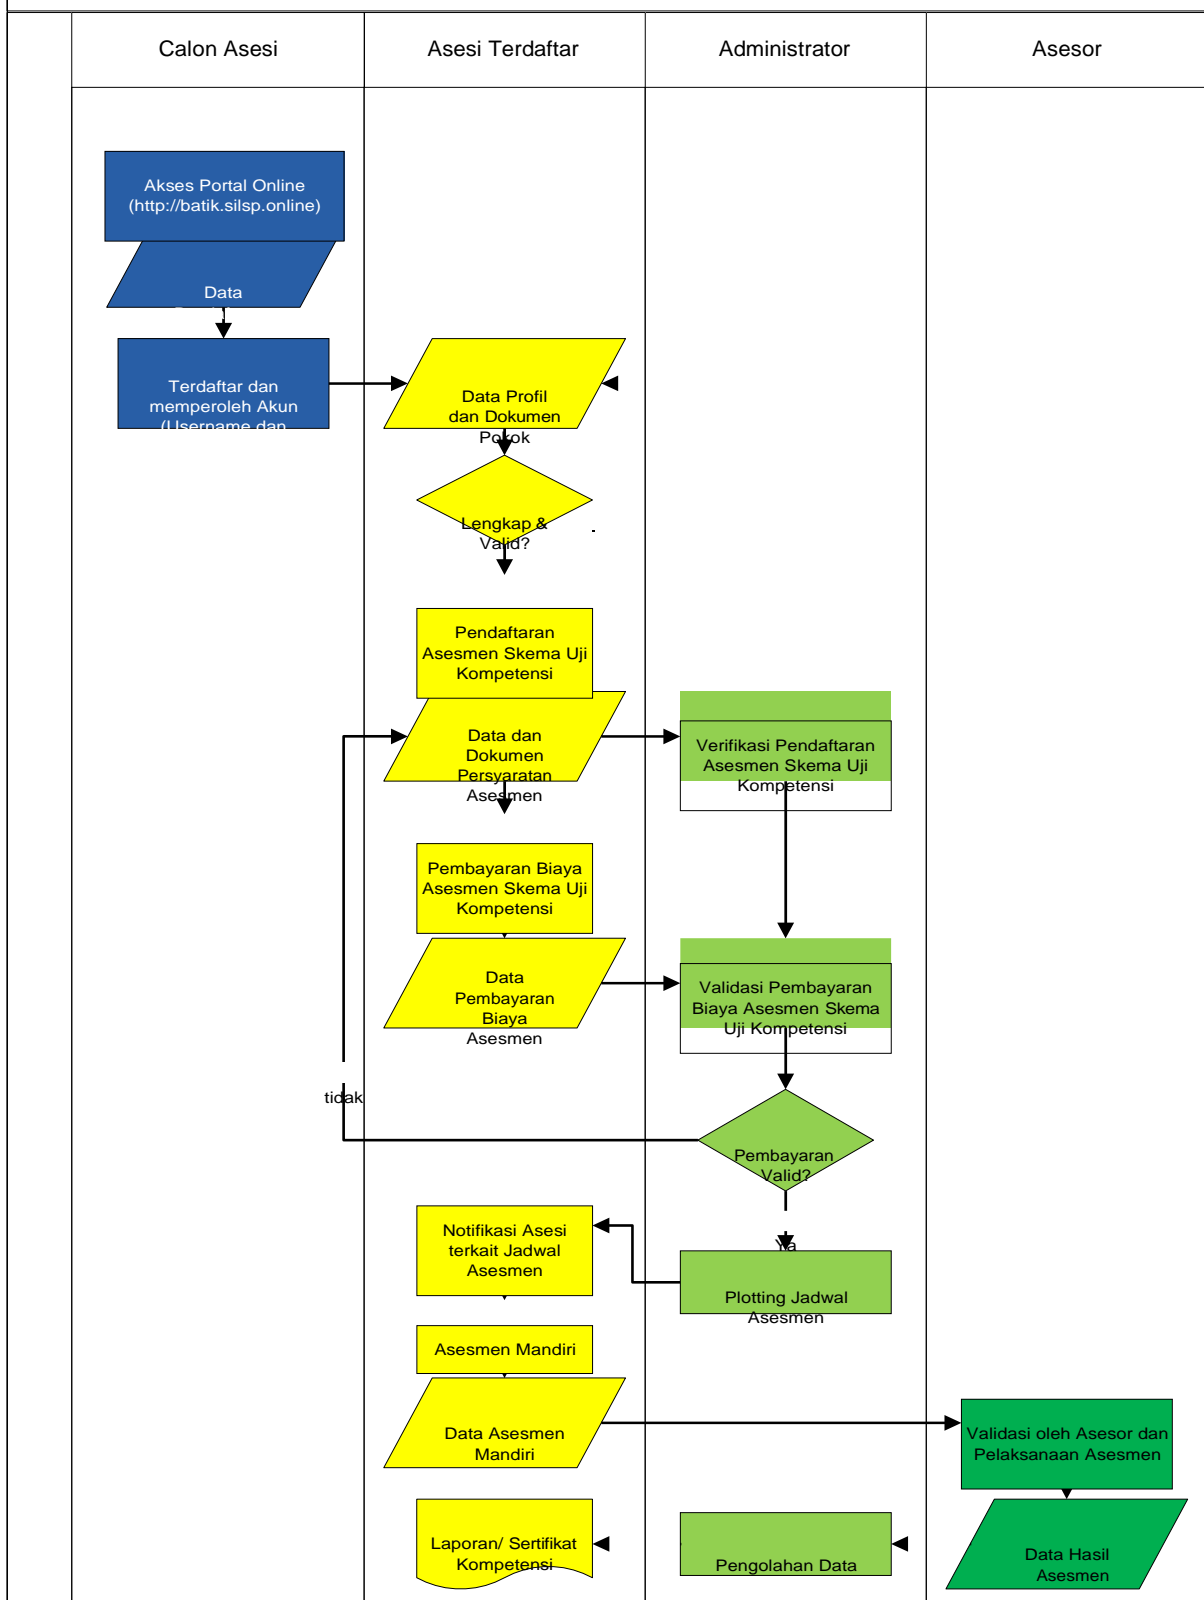 Calon Asesi
Asesi Terdaftar
Administrator
Asesor
Akses Portal Online
(http://batik.silsp.online)
Data
Terdaftar dan
memperoleh Akun
(Username dan
Data Profil
dan Dokumen
Pokok
Lengkap &
Valid?
Pendaftaran
Asesmen Skema Uji
Kompetensi
Data dan
Dokumen
Persyaratan
Asesmen
Verifikasi Pendaftaran
Asesmen Skema Uji
Kompetensi
Pembayaran Biaya
Asesmen Skema Uji
Kompetensi
Data
Pembayaran
Biaya
Asesmen
Validasi Pembayaran
Biaya Asesmen Skema
Uji Kompetensi
tidak
Pembayaran
Valid?
Ya
Notifikasi Asesi
terkait Jadwal
Asesmen
Plotting Jadwal
Asesmen
Asesmen Mandiri
Data Asesmen
Mandiri
Validasi oleh Asesor dan
Pelaksanaan Asesmen
Laporan/ Sertifikat
Kompetensi
Pengolahan Data
Data Hasil
Asesmen